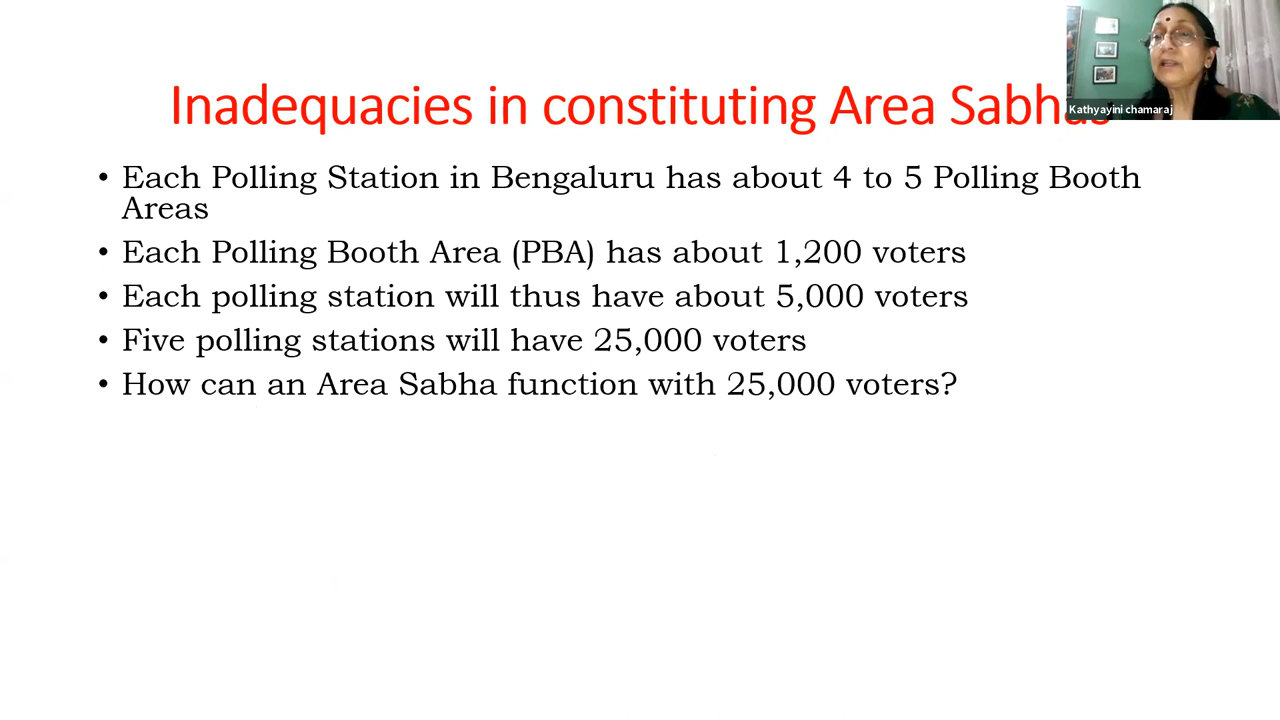 Inadequacies in constituting Area Sabhas
Kathyayini chamaraj
• Each Polling Station in Bengaluru has about 4 to 5 Polling Booth
Areas
• Each Polling Booth Area (PBA) has about 1,200 voters
• Each polling station will thus have about 5,000 voters
• Five polling stations will have 25,000 voters
• How can an Area Sabha function with 25,000 voters?